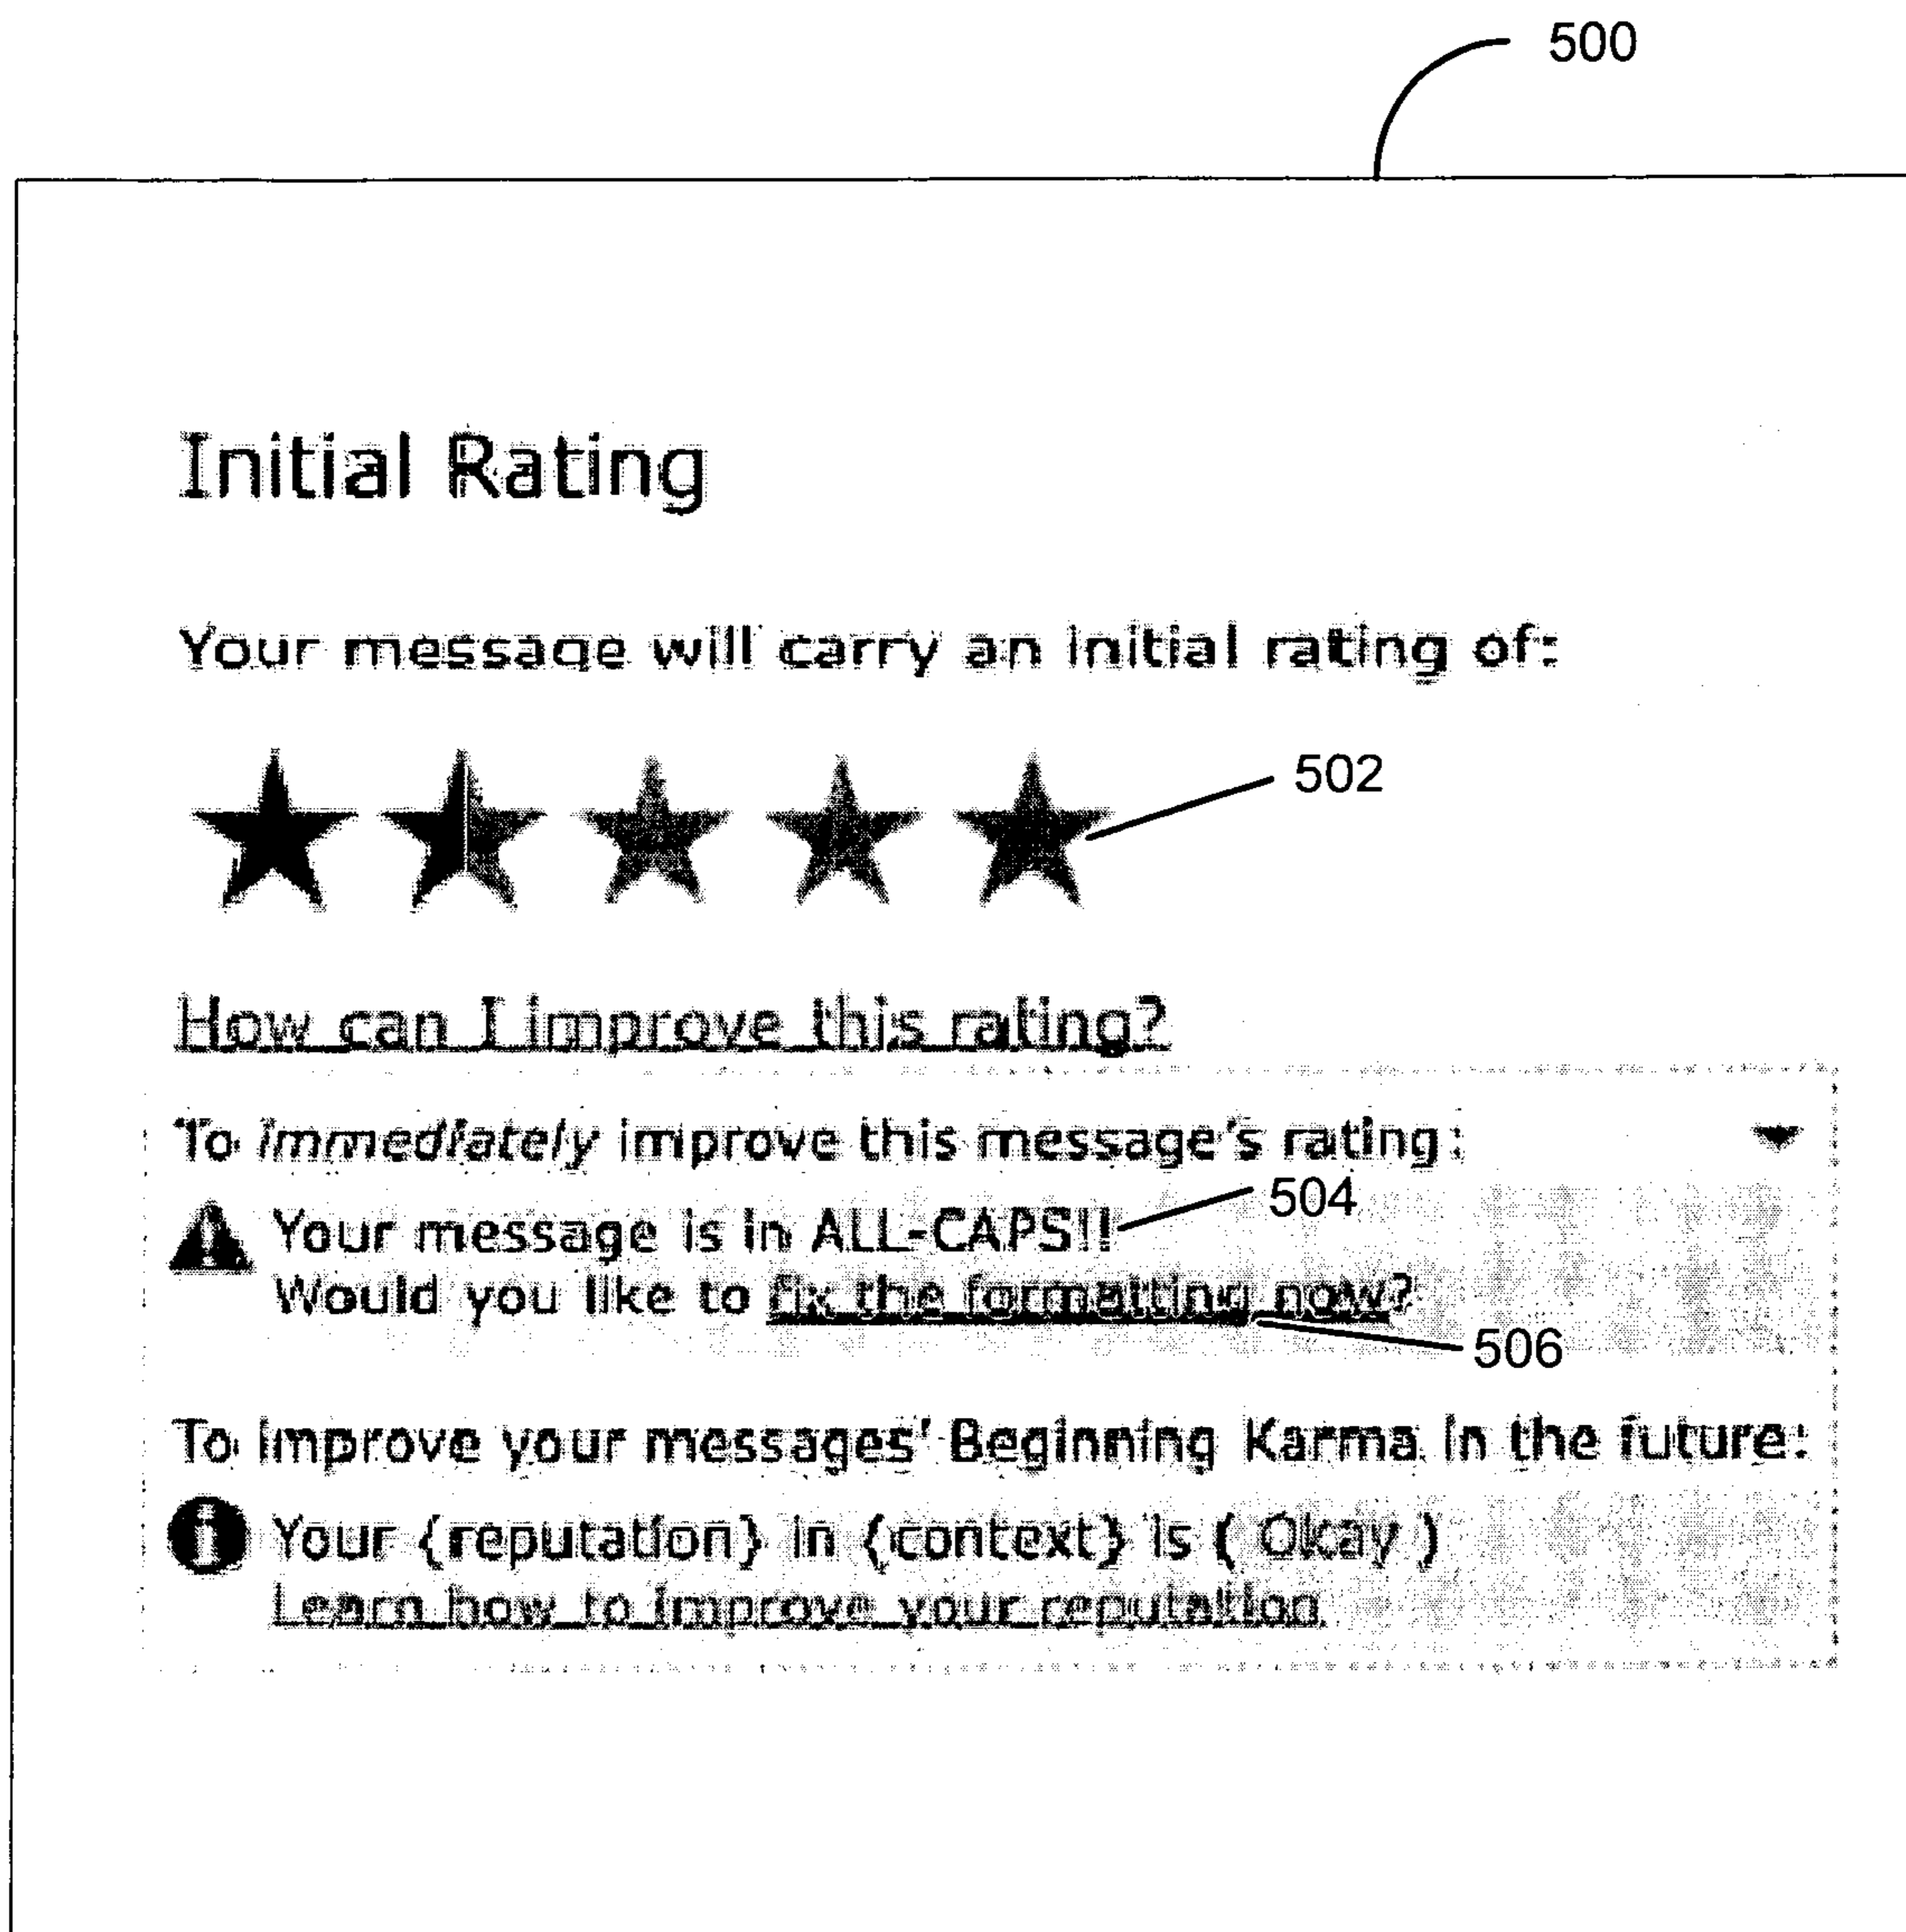 500
Initial Rating
Your message will carry an initial rating of:
502
How can I improve this rating?
To immediately improve this message's rating:
504
Your message is in ALL-CAPS!!
Would you like to fix the formatting now?
506
To improve your messages' Beginning Karma in the future:
i Your {reputation} in {context} is ( Okay )
Learn how to improve your reputation